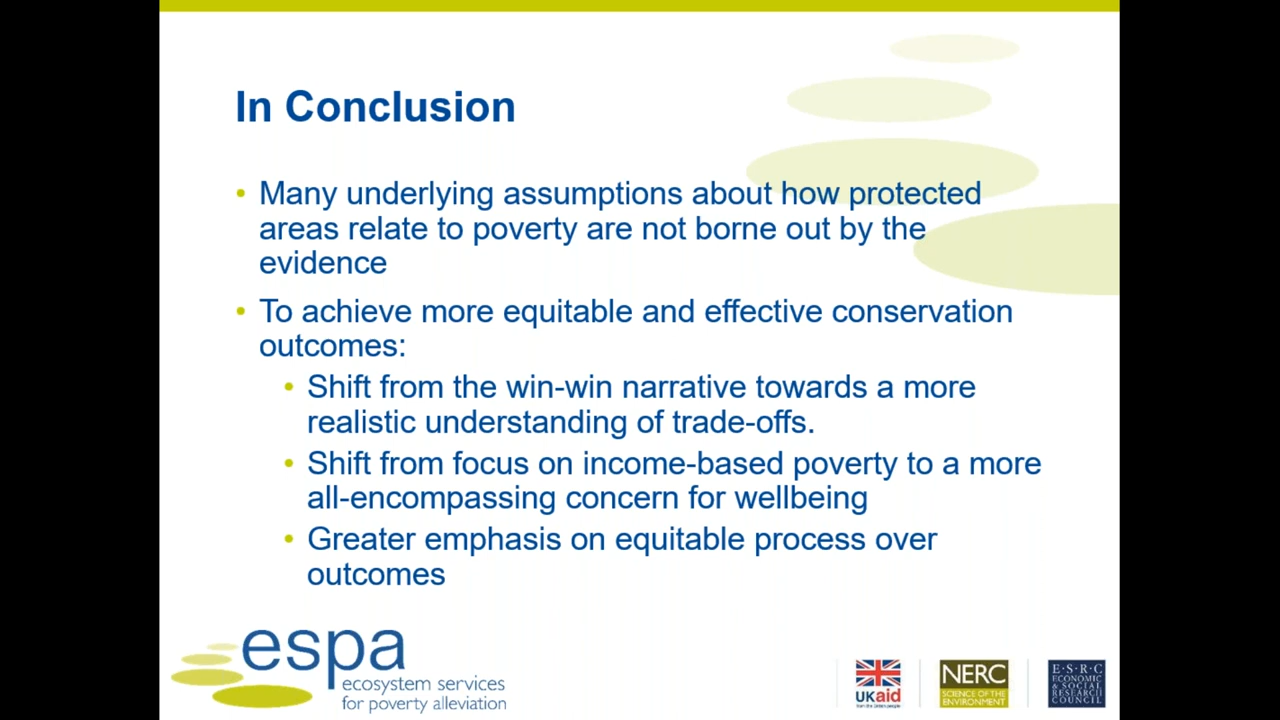 In Conclusion
• Many underlying assumptions about how protected
areas relate to poverty are not borne out by the
evidence
• To achieve more equitable and effective conservation
outcomes:
• Shift from the win-win narrative towards a more
realistic understanding of trade-offs.
• Shift from focus on income-based poverty to a more
all-encompassing concern for wellbeing
• Greater emphasis on equitable process over
outcomes
espa
ecosystem services
for poverty alleviation
UKaid
from the British people
NERC
SCIENCE OF THE
ENVIRONMENT
E·S·R·C
ECONOMIC
& SOCIAL
RESEARCH
COUNCIL